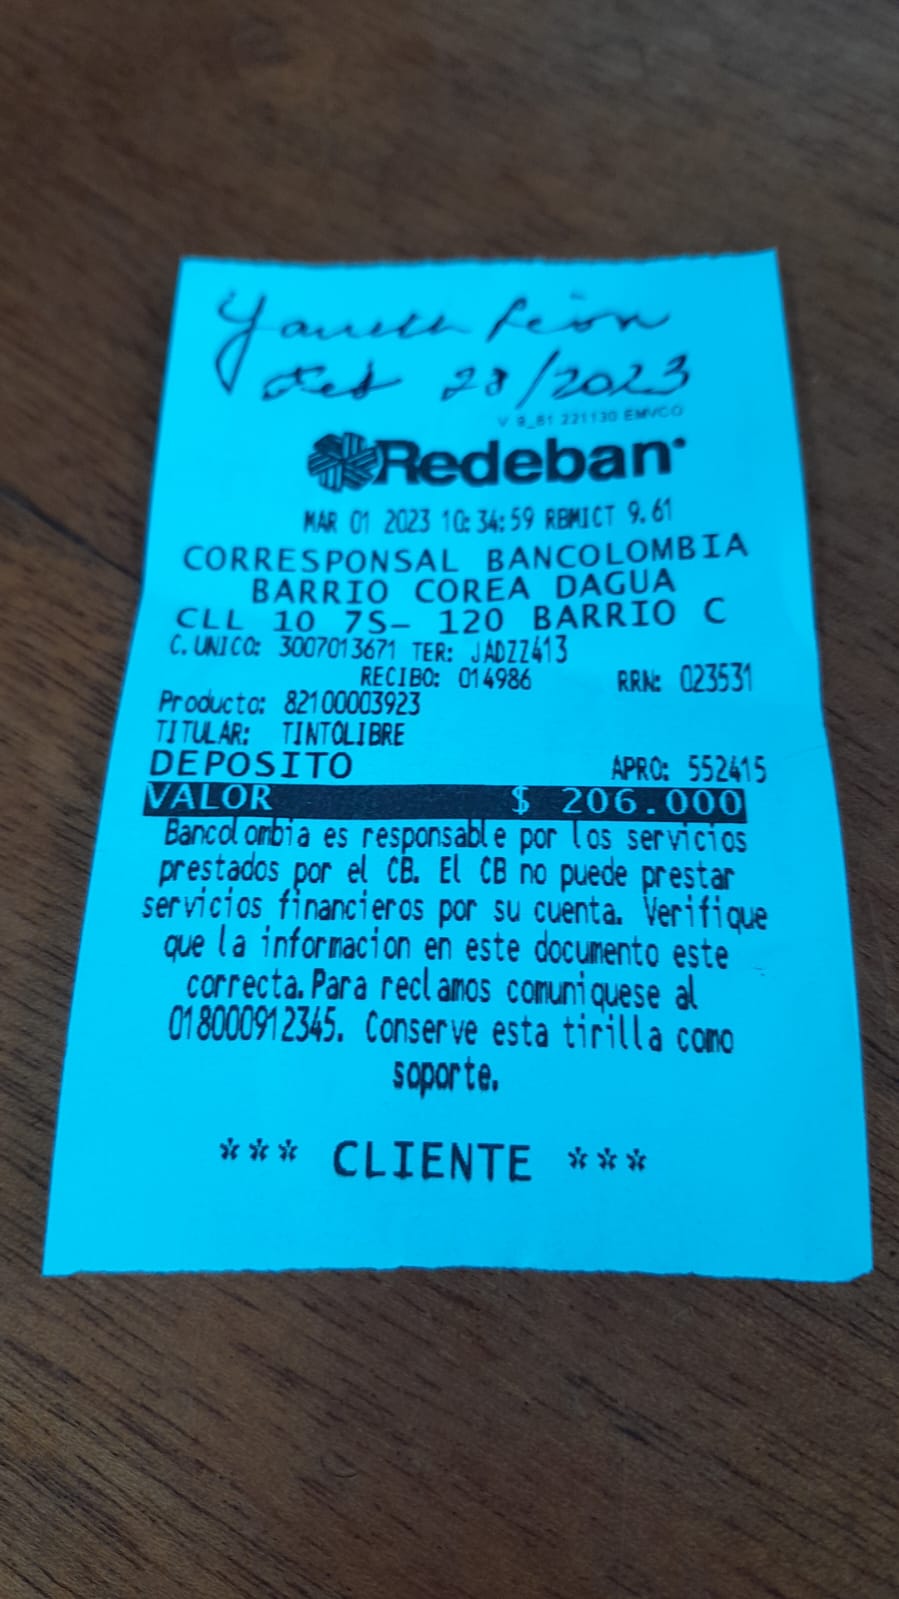 Yaneth León
Feb 28/2023
V 9_61 221130 EMVCO
Redeban
MAR 01 2023 10:34:59 RBMICT 9.61
CORRESPONSAL BANCOLOMBIA
BARRIO COREA DAGUA
CLL 10 7S- 120 BARRIO C
C. UNICO: 3007013671 TER: JADZZ413
RECIBO: 014986 RRN: 023531
Producto: 82100003923
TITULAR: TINTOLIBRE
DEPOSITO APRO: 552415
VALOR $ 206.000
Bancolombia es responsable por los servicios
prestados por el CB. El CB no puede prestar
servicios financieros por su cuenta. Verifique
que la informacion en este documento este
correcta. Para reclamos comuniquese al
018000912345. Conserve esta tirilla como
soporte.
*** CLIENTE ***